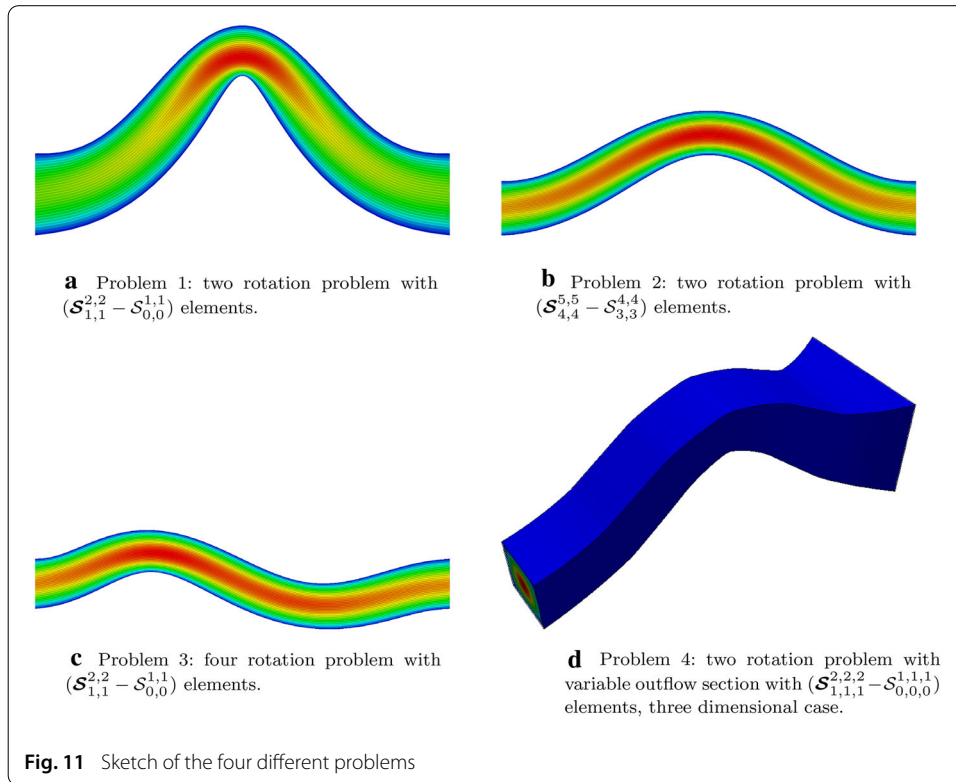 a Problem 1: two rotation problem with
(𝓢^{2,2}_{1,1} − 𝒮^{1,1}_{0,0}) elements.
b Problem 2: two rotation problem with
(𝓢^{5,5}_{4,4} − 𝒮^{4,4}_{3,3}) elements.
c Problem 3: four rotation problem with
(𝓢^{2,2}_{1,1} − 𝒮^{1,1}_{0,0}) elements.
d Problem 4: two rotation problem with
variable outflow section with (𝓢^{2,2,2}_{1,1,1} − 𝒮^{1,1,1}_{0,0,0})
elements, three dimensional case.
Fig. 11 Sketch of the four different problems